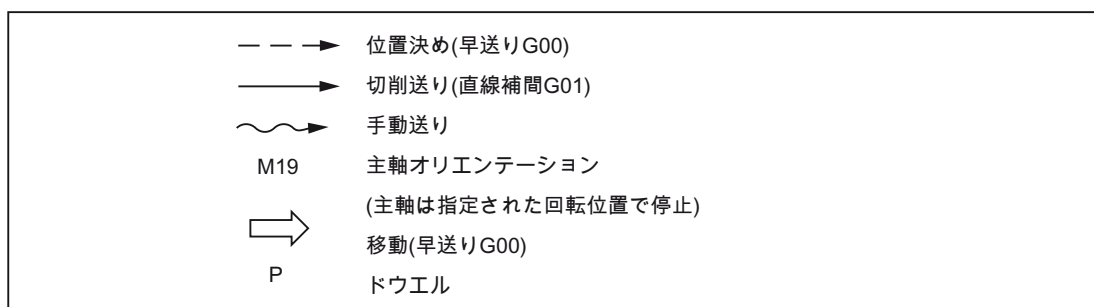 位置決め(早送りG00)
切削送り(直線補間G01)
手動送り
M19 主軸オリエンテーション
(主軸は指定された回転位置で停止)
移動(早送りG00)
P ドウエル